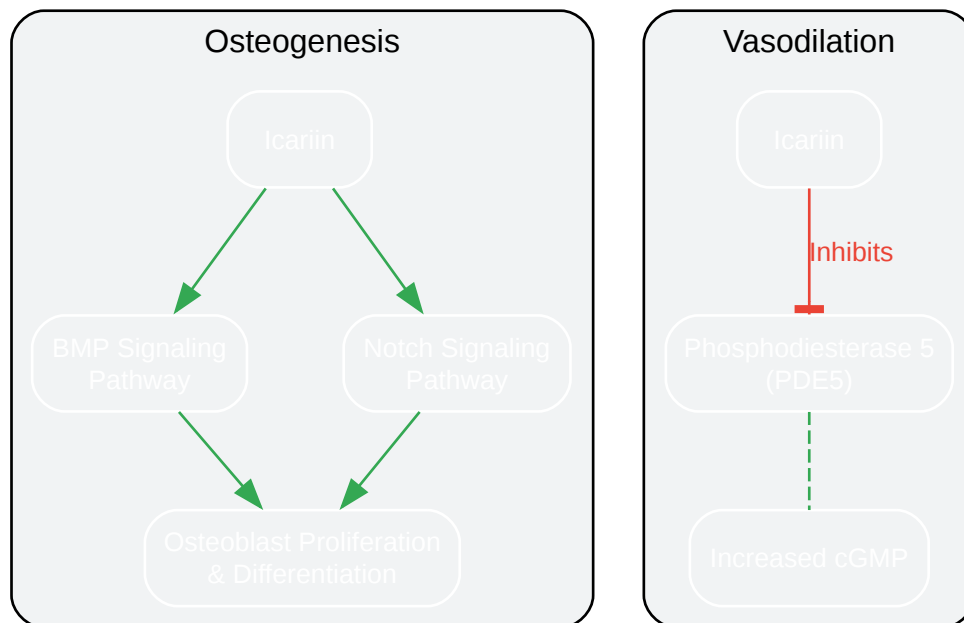 Osteogenesis
Icariin
BMP Signaling
Pathway
Notch Signaling
Pathway
Osteoblast Proliferation
& Differentiation
Vasodilation
Icariin
Inhibits
Phosphodiesterase 5
(PDE5)
Increased cGMP